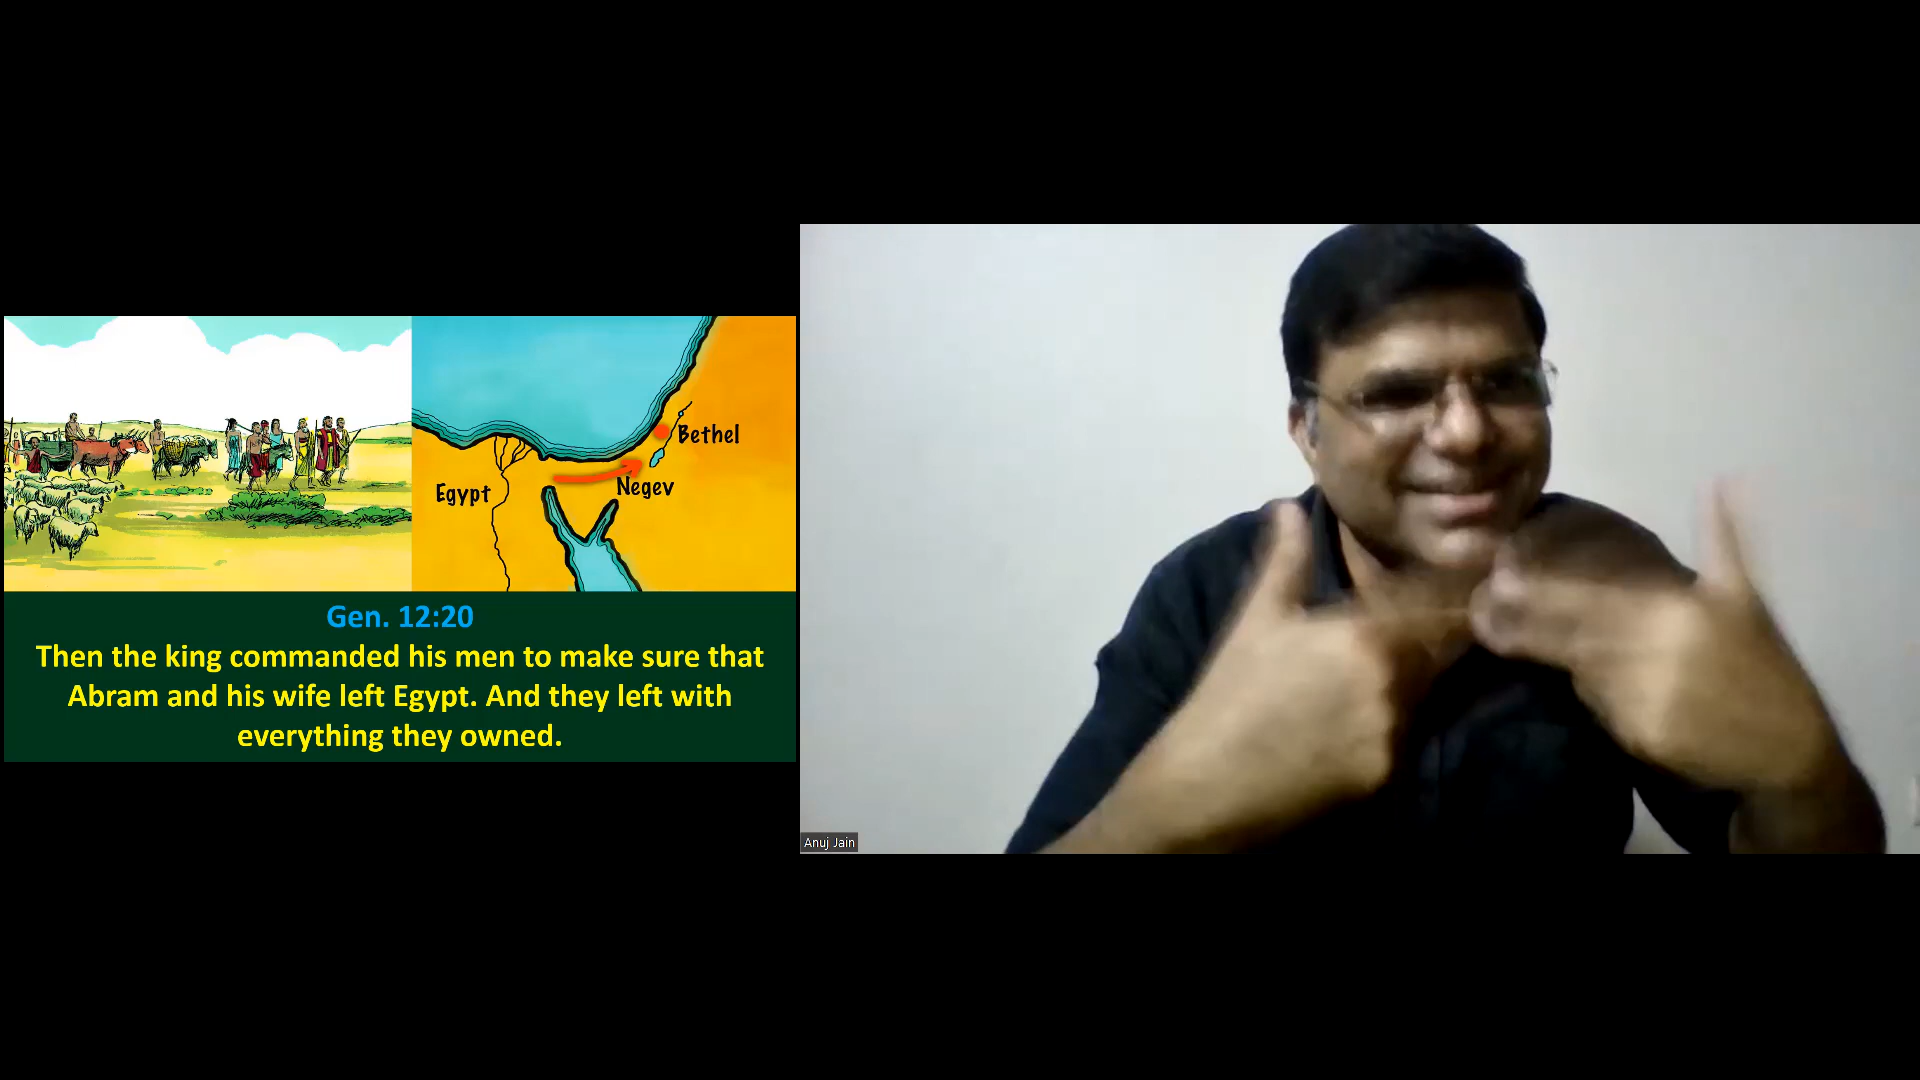 Bethel
Egypt
Negev
Gen. 12:20
Then the king commanded his men to make sure that
Abram and his wife left Egypt. And they left with
everything they owned.
Anuj Jain